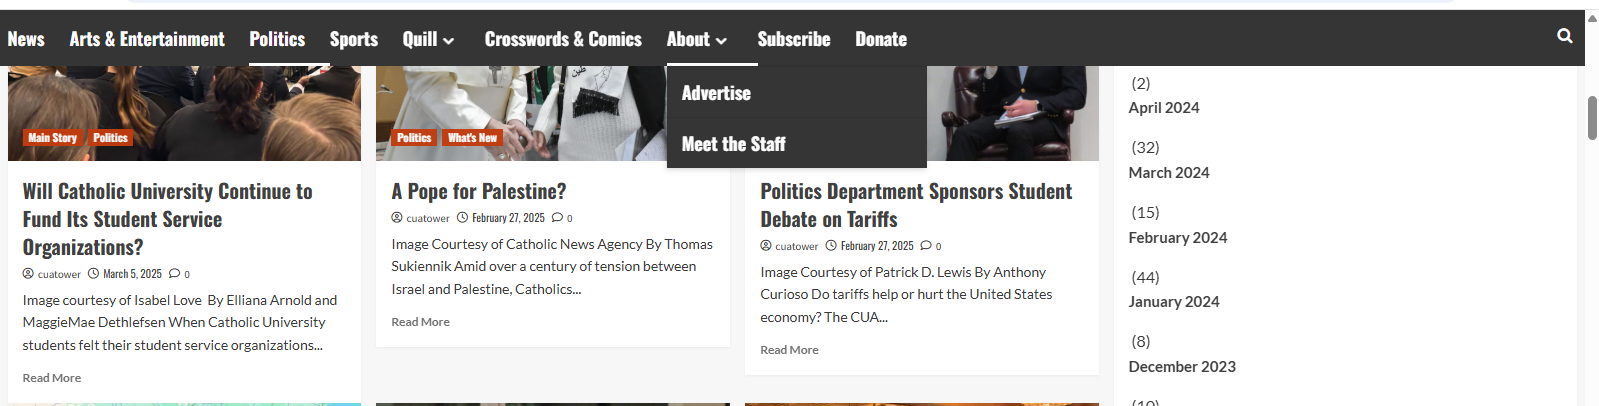 News Arts & Entertainment Politics Sports Quill Crosswords & Comics About Subscribe Donate
Advertise
Meet the Staff
Main Story Politics
Will Catholic University Continue to
Fund Its Student Service
Organizations?
cuatower March 5, 2025 0
Image courtesy of Isabel Love By Elliana Arnold and
MaggieMae Dethlefsen When Catholic University
students felt their student service organizations...
Read More
Politics What's New
A Pope for Palestine?
cuatower February 27, 2025 0
Image Courtesy of Catholic News Agency By Thomas
Sukiennik Amid over a century of tension between
Israel and Palestine, Catholics...
Read More
Politics Department Sponsors Student
Debate on Tariffs
cuatower February 27, 2025 0
Image Courtesy of Patrick D. Lewis By Anthony
Curioso Do tariffs help or hurt the United States
economy? The CUA...
Read More
(2)
April 2024
(32)
March 2024
(15)
February 2024
(44)
January 2024
(8)
December 2023